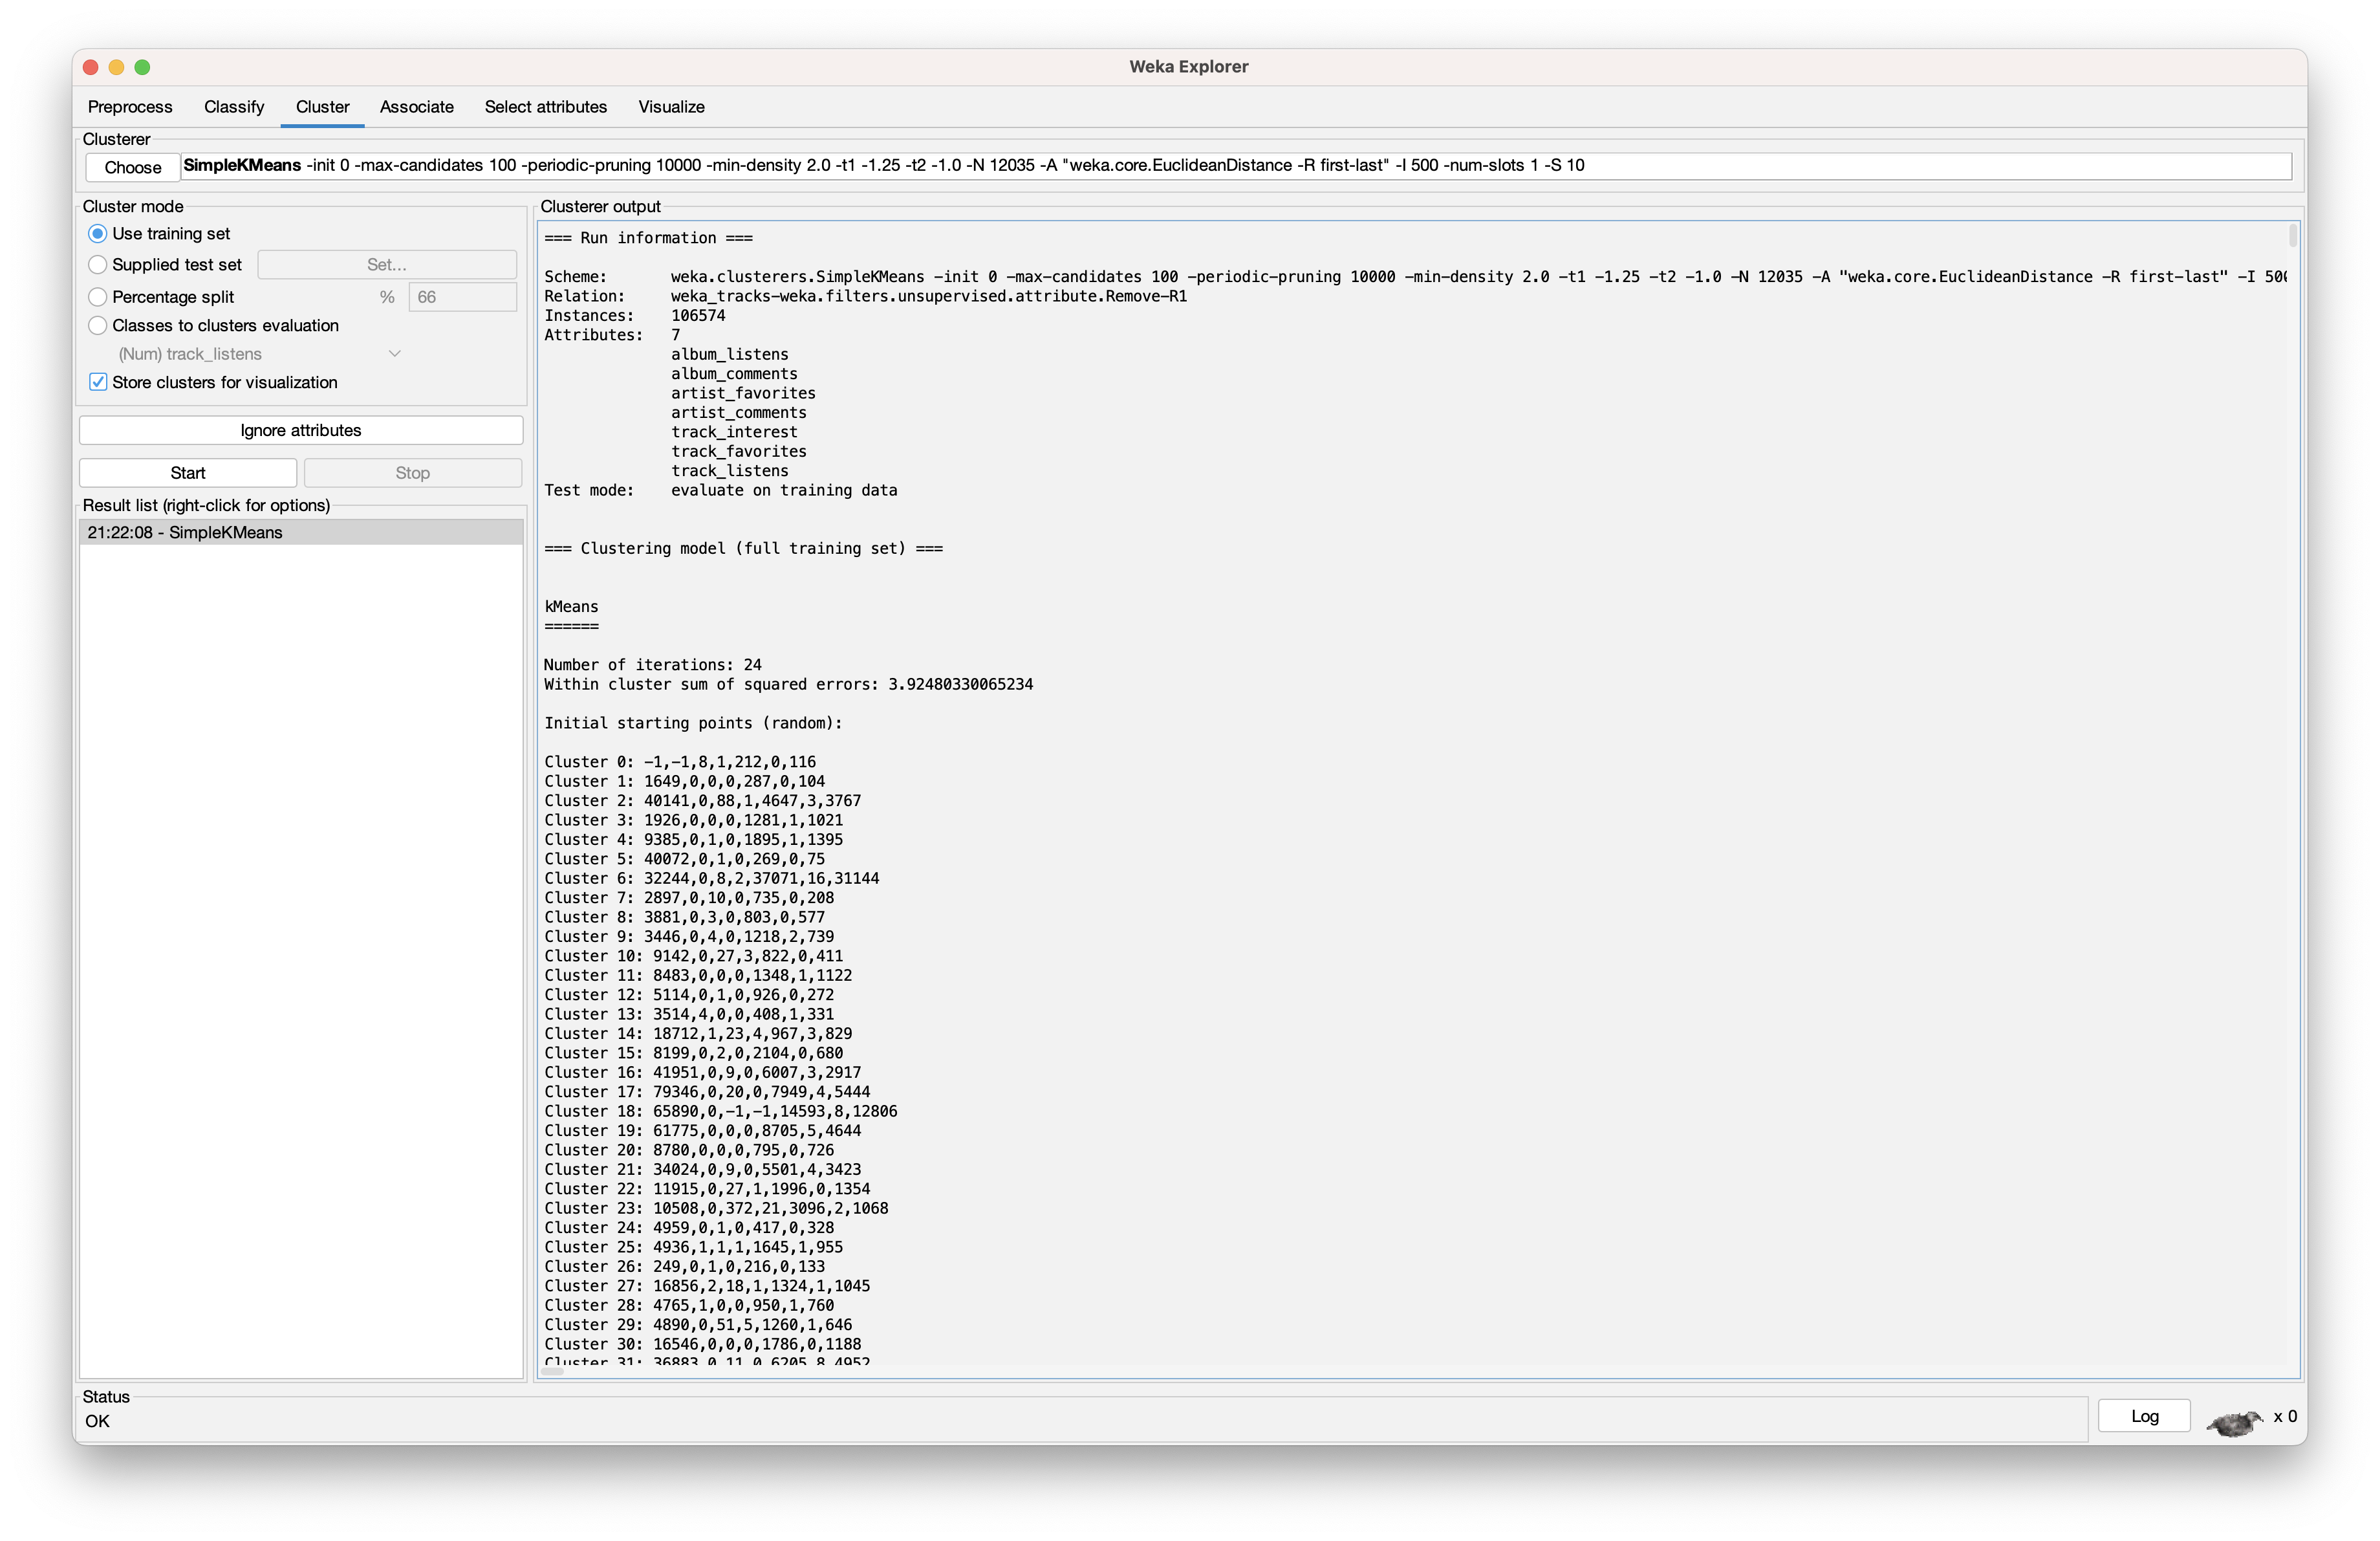 Weka Explorer
Preprocess Classify Cluster Associate Select attributes Visualize
Clusterer
Choose SimpleKMeans -init 0 -max-candidates 100 -periodic-pruning 10000 -min-density 2.0 -t1 -1.25 -t2 -1.0 -N 12035 -A "weka.core.EuclideanDistance -R first-last" -I 500 -num-slots 1 -S 10
Cluster mode
Use training set
Supplied test set Set...
Percentage split % 66
Classes to clusters evaluation
(Num) track_listens
Store clusters for visualization
Ignore attributes
Start Stop
Result list (right-click for options)
21:22:08 - SimpleKMeans
Clusterer output
=== Run information ===
Scheme: weka.clusterers.SimpleKMeans -init 0 -max-candidates 100 -periodic-pruning 10000 -min-density 2.0 -t1 -1.25 -t2 -1.0 -N 12035 -A "weka.core.EuclideanDistance -R first-last" -I 500
Relation: weka_tracks-weka.filters.unsupervised.attribute.Remove-R1
Instances: 106574
Attributes: 7
album_listens
album_comments
artist_favorites
artist_comments
track_interest
track_favorites
track_listens
Test mode: evaluate on training data
=== Clustering model (full training set) ===
kMeans
======
Number of iterations: 24
Within cluster sum of squared errors: 3.92480330065234
Initial starting points (random):
Cluster 0: -1,-1,8,1,212,0,116
Cluster 1: 1649,0,0,0,287,0,104
Cluster 2: 40141,0,88,1,4647,3,3767
Cluster 3: 1926,0,0,0,1281,1,1021
Cluster 4: 9385,0,1,0,1895,1,1395
Cluster 5: 40072,0,1,0,269,0,75
Cluster 6: 32244,0,8,2,37071,16,31144
Cluster 7: 2897,0,10,0,735,0,208
Cluster 8: 3881,0,3,0,803,0,577
Cluster 9: 3446,0,4,0,1218,2,739
Cluster 10: 9142,0,27,3,822,0,411
Cluster 11: 8483,0,0,0,1348,1,1122
Cluster 12: 5114,0,1,0,926,0,272
Cluster 13: 3514,4,0,0,408,1,331
Cluster 14: 18712,1,23,4,967,3,829
Cluster 15: 8199,0,2,0,2104,0,680
Cluster 16: 41951,0,9,0,6007,3,2917
Cluster 17: 79346,0,20,0,7949,4,5444
Cluster 18: 65890,0,-1,-1,14593,8,12806
Cluster 19: 61775,0,0,0,8705,5,4644
Cluster 20: 8780,0,0,0,795,0,726
Cluster 21: 34024,0,9,0,5501,4,3423
Cluster 22: 11915,0,27,1,1996,0,1354
Cluster 23: 10508,0,372,21,3096,2,1068
Cluster 24: 4959,0,1,0,417,0,328
Cluster 25: 4936,1,1,1,1645,1,955
Cluster 26: 249,0,1,0,216,0,133
Cluster 27: 16856,2,18,1,1324,1,1045
Cluster 28: 4765,1,0,0,950,1,760
Cluster 29: 4890,0,51,5,1260,1,646
Cluster 30: 16546,0,0,0,1786,0,1188
Cluster 31: 36883,0,11,0,6205,8,4952
Status
OK
Log x 0